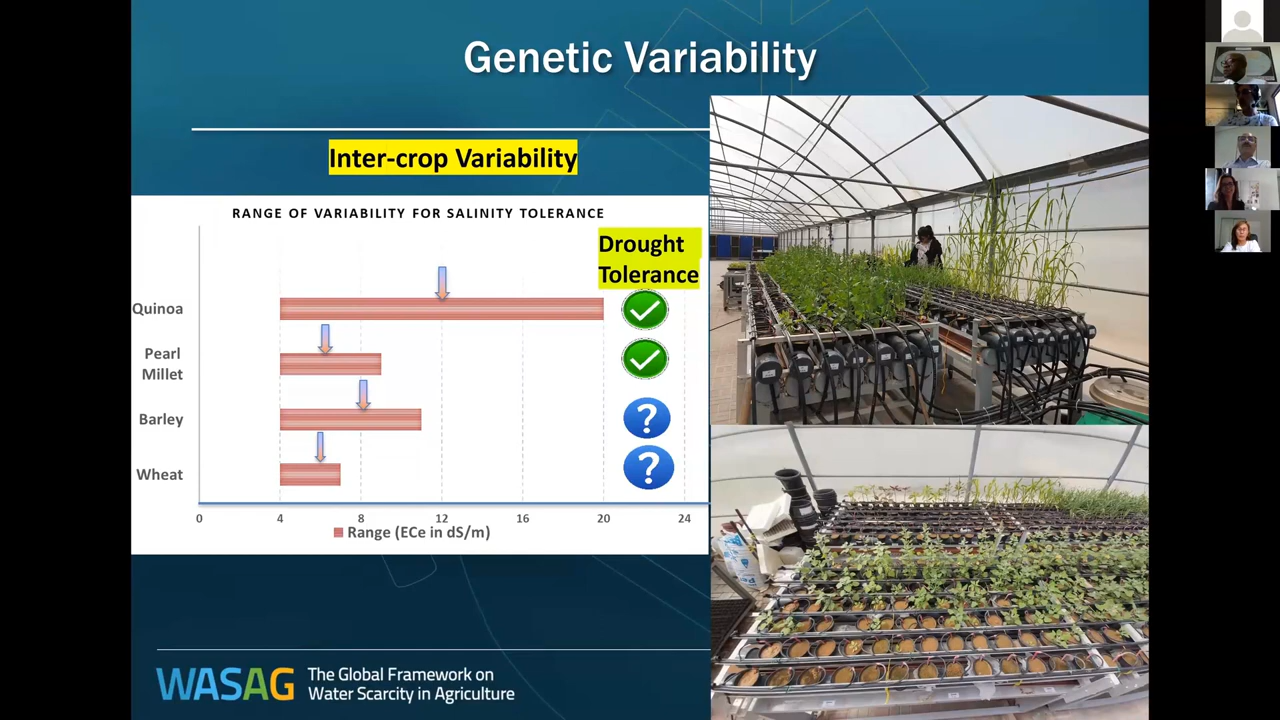 Genetic Variability
Inter-crop Variability
RANGE OF VARIABILITY FOR SALINITY TOLERANCE
Drought
Tolerance
Quinoa
Pearl
Millet
Barley
?
Wheat
?
0 4 8 12 16 20 24
Range (ECe in dS/m)
WASAG
The Global Framework on
Water Scarcity in Agriculture